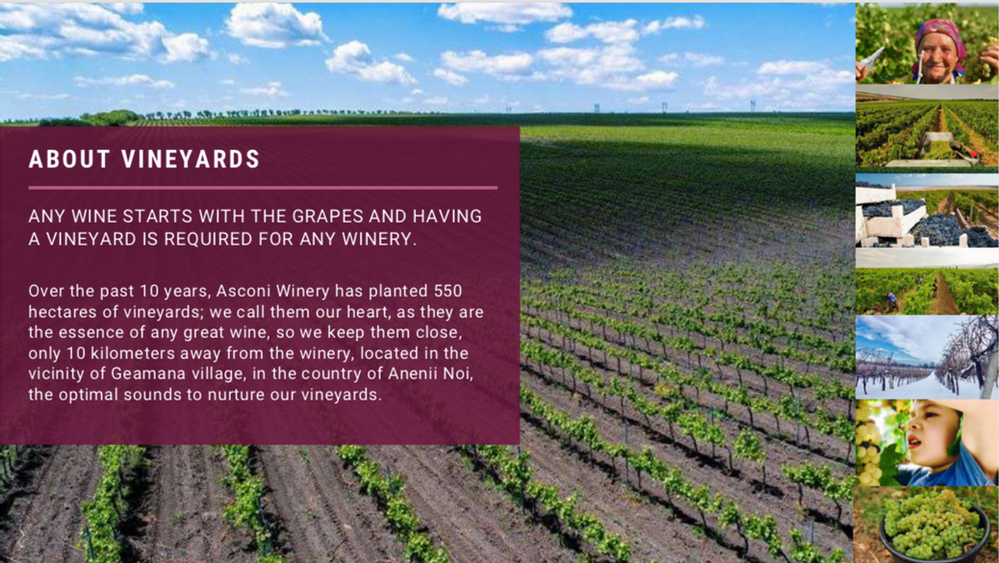 ABOUT VINEYARDS
ANY WINE STARTS WITH THE GRAPES AND HAVING
A VINEYARD IS REQUIRED FOR ANY WINERY.
Over the past 10 years, Asconi Winery has planted 550
hectares of vineyards; we call them our heart, as they are
the essence of any great wine, so we keep them close,
only 10 kilometers away from the winery, located in the
vicinity of Geamana village, in the country of Anenii Noi,
the optimal sounds to nurture our vineyards.